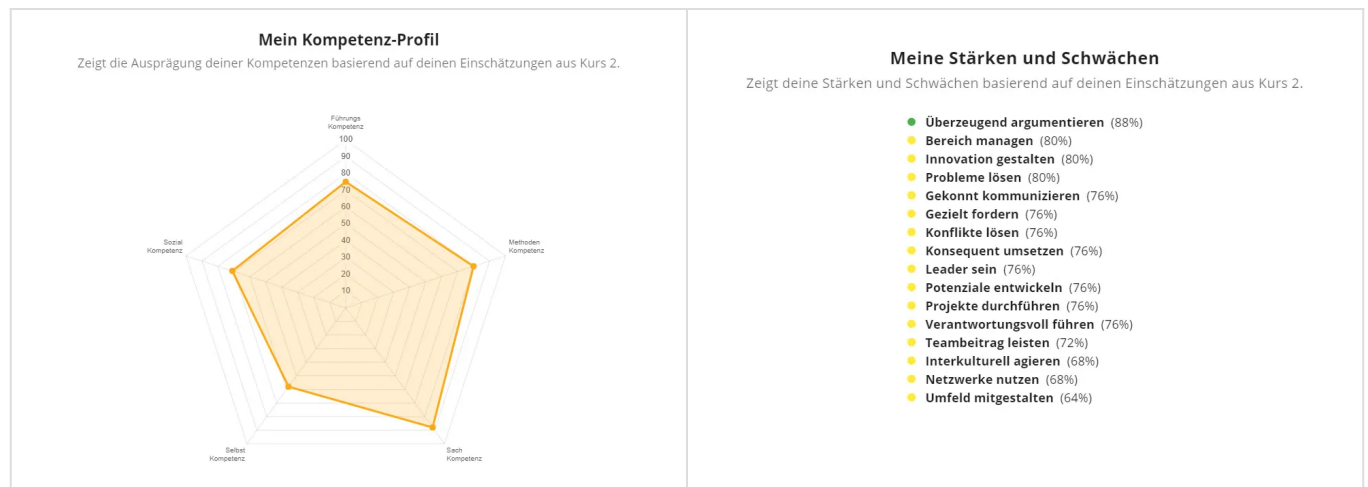 Mein Kompetenz-Profil
Zeigt die Ausprägung deiner Kompetenzen basierend auf deinen Einschätzungen aus Kurs 2.
Führungs
Kompetenz
100
90
80
70
60
50
40
30
20
10
Methoden
Kompetenz
Sach
Kompetenz
Selbst
Kompetenz
Sozial
Kompetenz
Meine Stärken und Schwächen
Zeigt deine Stärken und Schwächen basierend auf deinen Einschätzungen aus Kurs 2.
Überzeugend argumentieren (88%)
Bereich managen (80%)
Innovation gestalten (80%)
Probleme lösen (80%)
Gekonnt kommunizieren (76%)
Gezielt fordern (76%)
Konflikte lösen (76%)
Konsequent umsetzen (76%)
Leader sein (76%)
Potenziale entwickeln (76%)
Projekte durchführen (76%)
Verantwortungsvoll führen (76%)
Teambeitrag leisten (72%)
Interkulturell agieren (68%)
Netzwerke nutzen (68%)
Umfeld mitgestalten (64%)